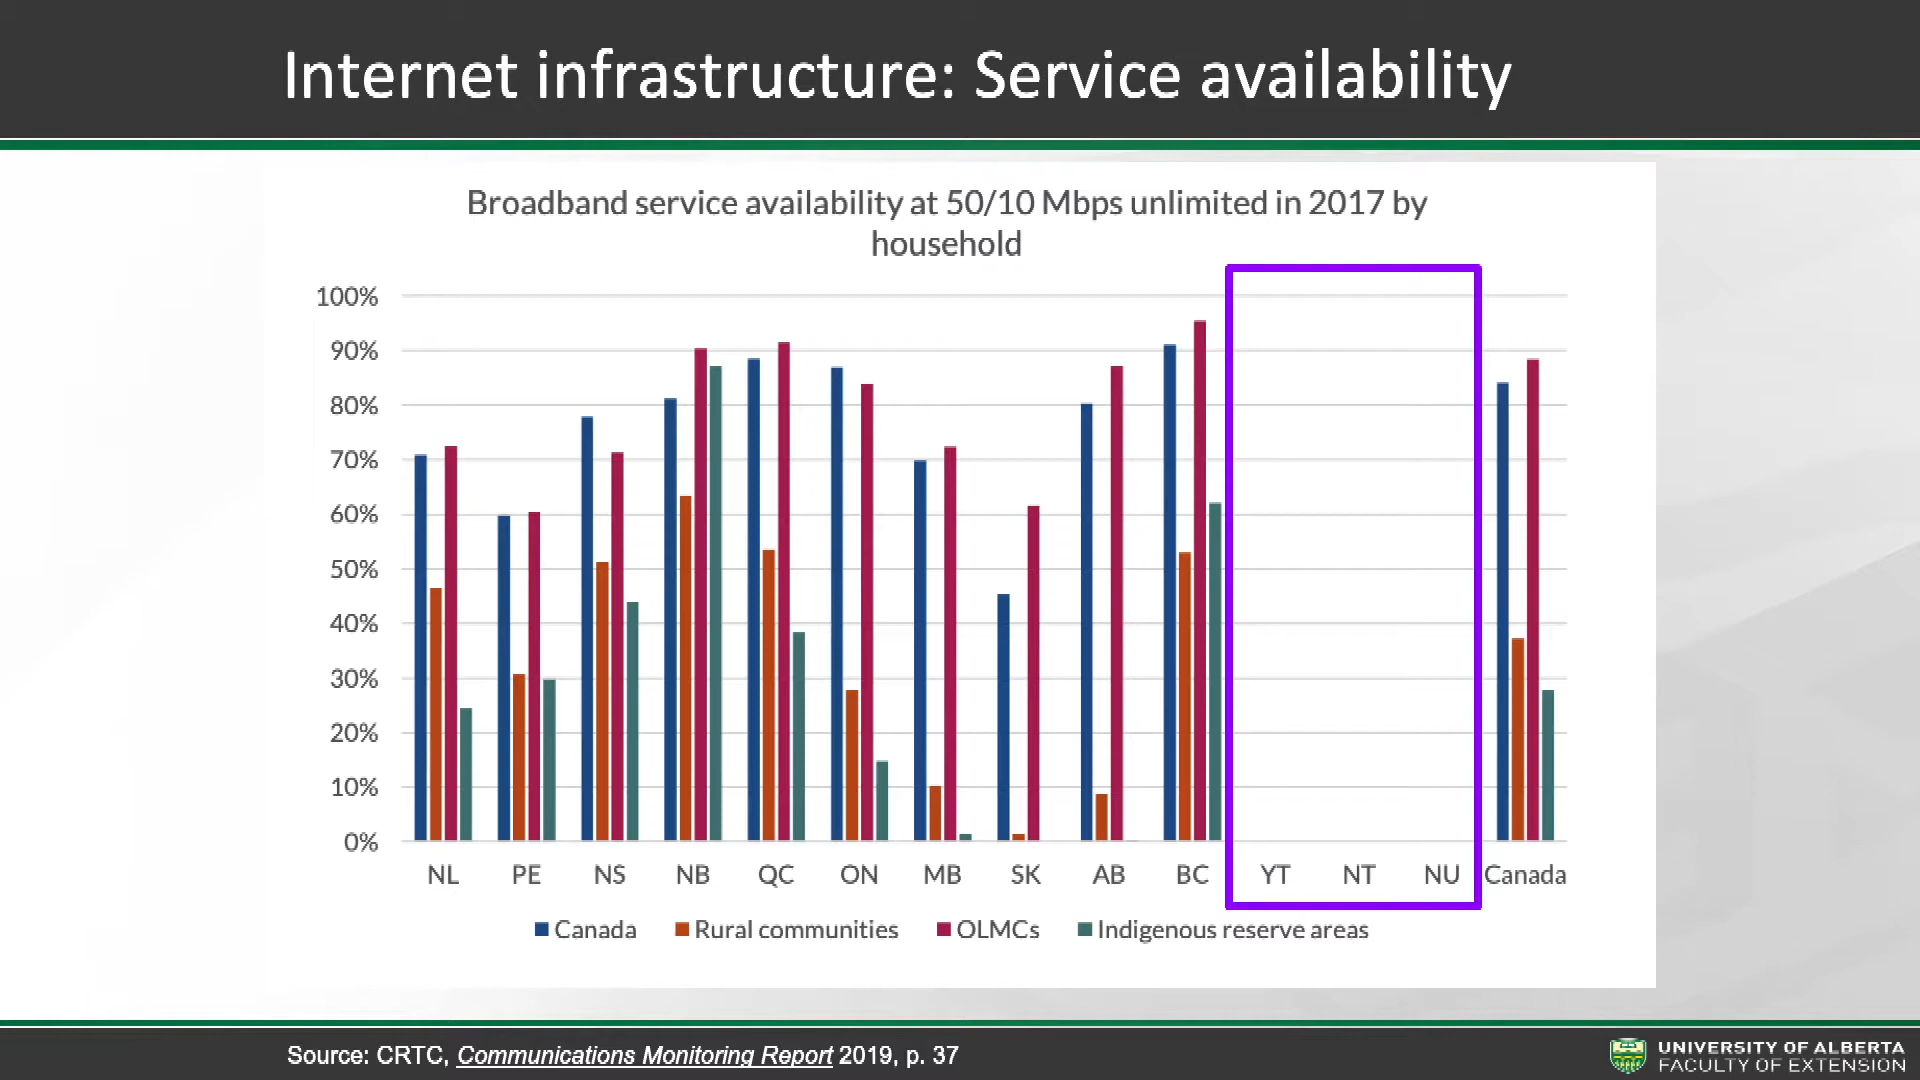 Internet infrastructure: Service availability
Broadband service availability at 50/10 Mbps unlimited in 2017 by
household
100%
90%
80%
70%
60%
50%
40%
30%
20%
10%
0%
NL PE NS NB QC ON MB SK AB BC YT NT NU Canada
Canada Rural communities OLMCs Indigenous reserve areas
Source: CRTC, Communications Monitoring Report 2019, p. 37
UNIVERSITY OF ALBERTA
FACULTY OF EXTENSION